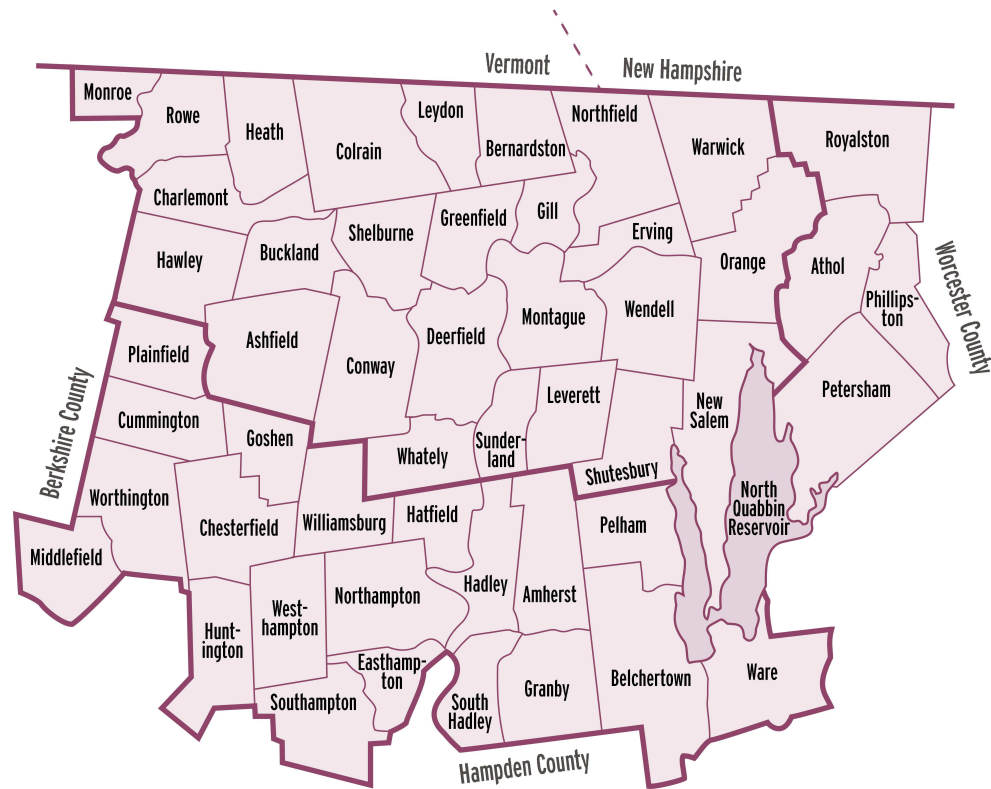 Vermont
New Hampshire
Monroe
Rowe
Heath
Colrain
Leydon
Bernardston
Northfield
Warwick
Royalston
Charlemont
Hawley
Buckland
Shelburne
Greenfield
Gill
Erving
Orange
Athol
Phillips-
ton
Worcester County
Plainfield
Ashfield
Conway
Deerfield
Montague
Wendell
Petersham
Berkshire County
Cummington
Goshen
Whately
Sunder-
land
Leverett
New
Salem
Shutesbury
Worthington
Chesterfield
Williamsburg
Hatfield
Pelham
North
Quabbin
Reservoir
Middlefield
Hunt-
ington
West-
hampton
Northampton
Hadley
Amherst
Easthamp-
ton
Southampton
South
Hadley
Granby
Belchertown
Ware
Hampden County